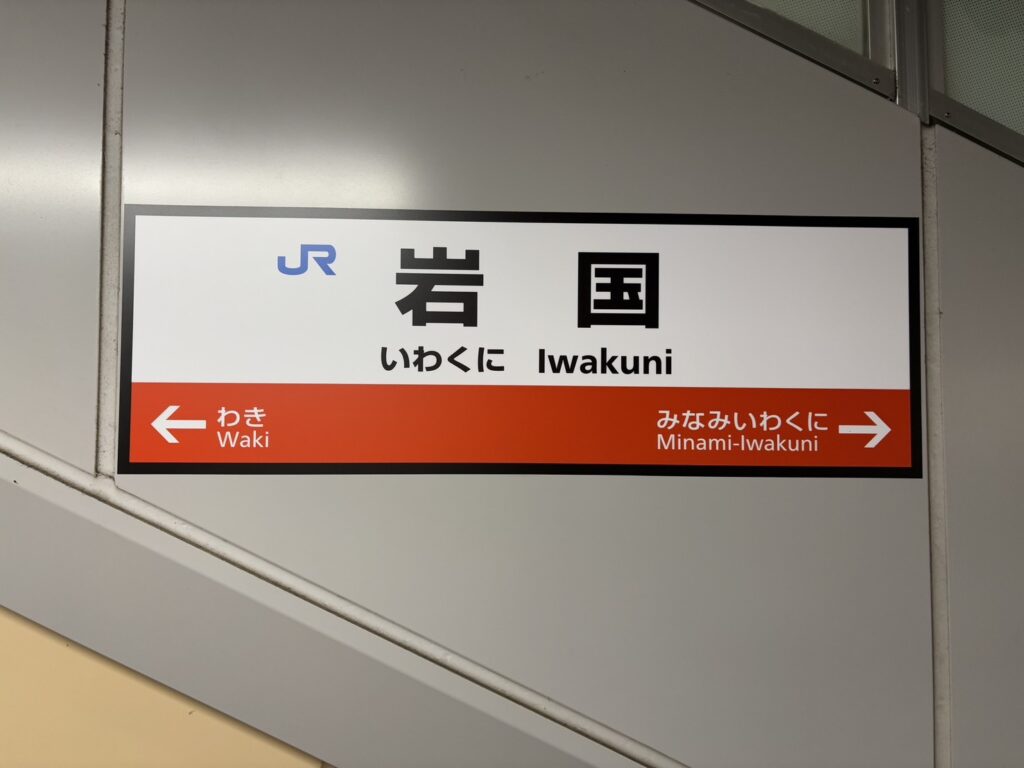 JR 岩国
いわくに Iwakuni
← わき
Waki
みなみいわくに →
Minami-Iwakuni